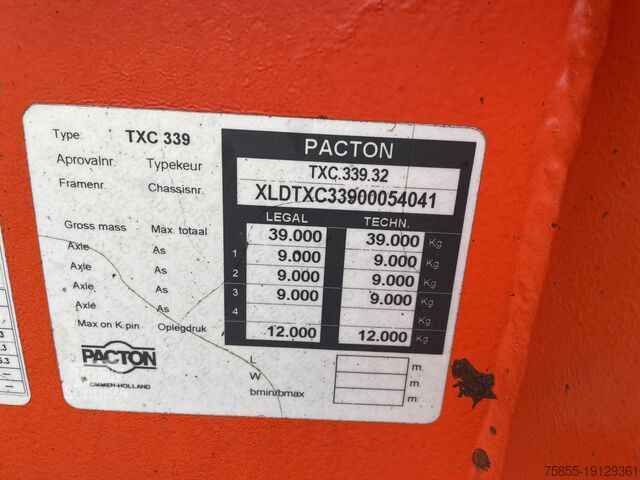 Type: TXC 339 PACTON
Aprovalnr. Typekeur TXC.339.32
Framenr. Chassisnr. XLDTXC33900054041
LEGAL TECHN.
Gross mass Max. totaal 39.000 39.000 Kg
Axle As 1 9.000 9.000 Kg
Axle As 2 9.000 9.000 Kg
Axle As 3 9.000 9.000 Kg
Axle As 4 Kg
Max on K.pin Oplegdruk 12.000 12.000 Kg
PACTON
OMMEN-HOLLAND
L m.
W m.
bmin/bmax m.
75855-19129361